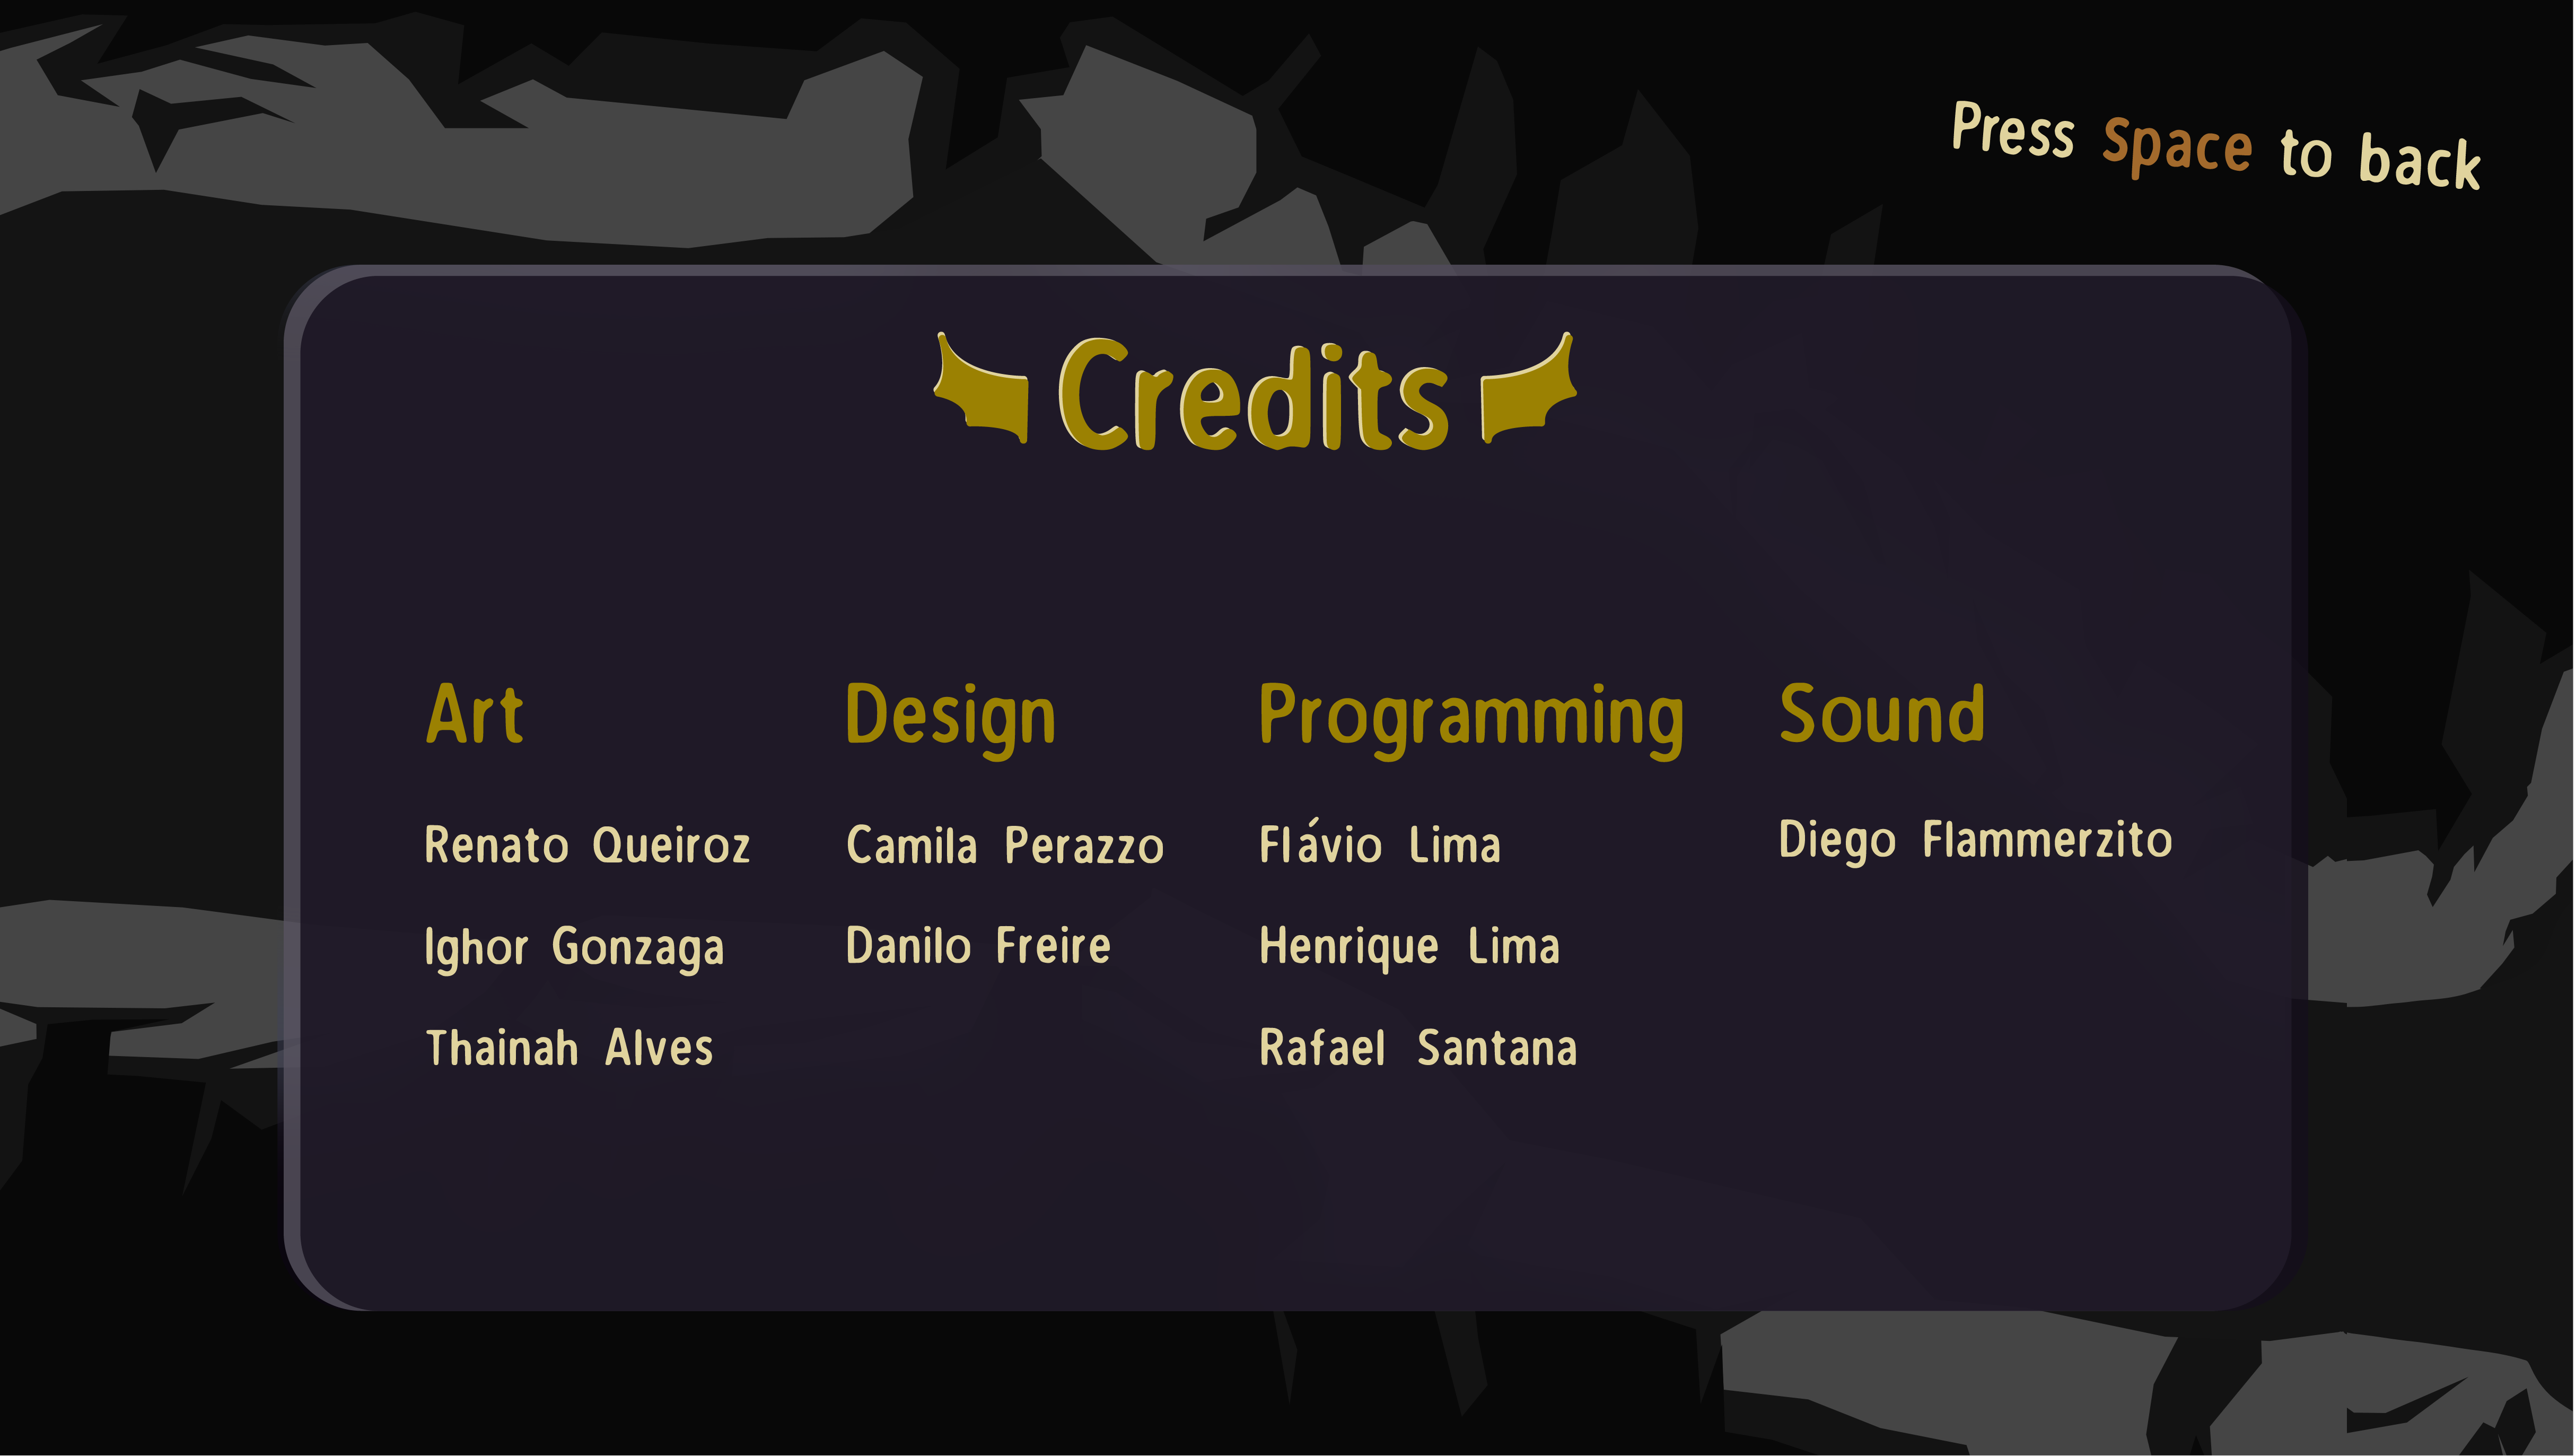 Press Space to back
Credits
Art
Renato Queiroz
Ighor Gonzaga
Thainah Alves
Design
Camila Perazzo
Danilo Freire
Programming
Flávio Lima
Henrique Lima
Rafael Santana
Sound
Diego Flammerzito